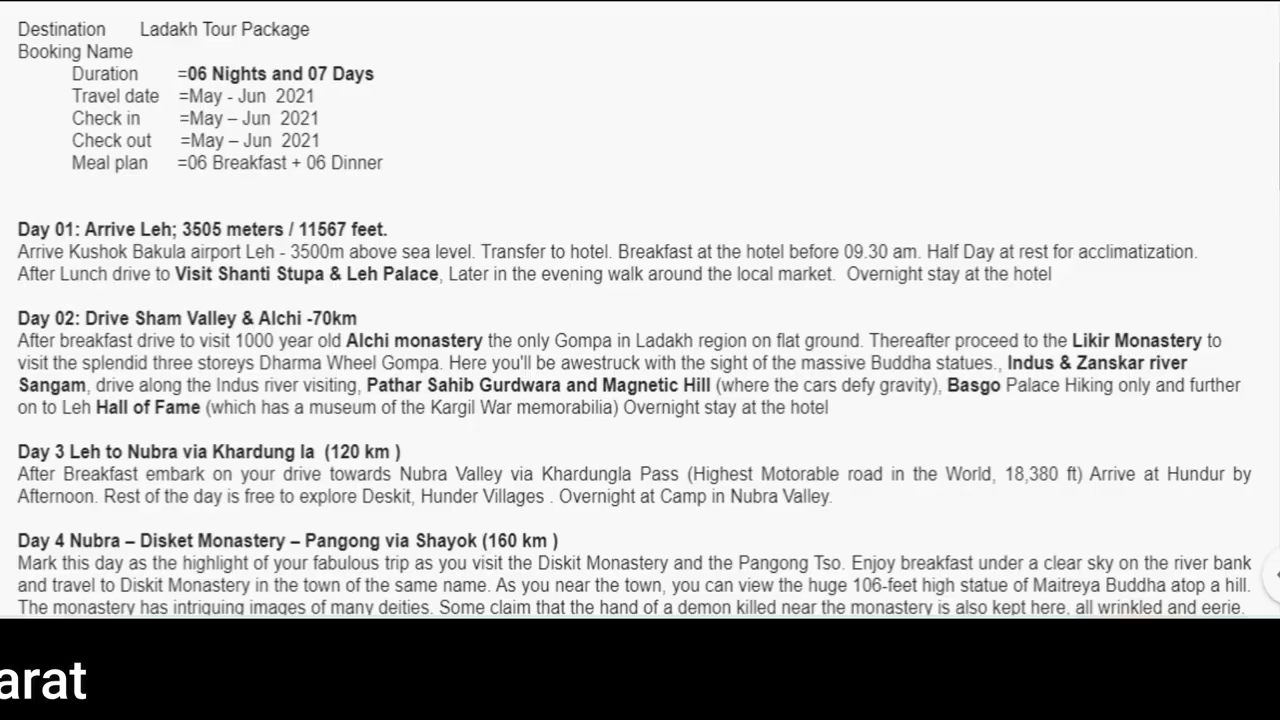 Destination Ladakh Tour Package
Booking Name
Duration =06 Nights and 07 Days
Travel date =May - Jun 2021
Check in =May – Jun 2021
Check out =May – Jun 2021
Meal plan =06 Breakfast + 06 Dinner
Day 01: Arrive Leh; 3505 meters / 11567 feet.
Arrive Kushok Bakula airport Leh - 3500m above sea level. Transfer to hotel. Breakfast at the hotel before 09.30 am. Half Day at rest for acclimatization.
After Lunch drive to Visit Shanti Stupa & Leh Palace, Later in the evening walk around the local market. Overnight stay at the hotel
Day 02: Drive Sham Valley & Alchi -70km
After breakfast drive to visit 1000 year old Alchi monastery the only Gompa in Ladakh region on flat ground. Thereafter proceed to the Likir Monastery to
visit the splendid three storeys Dharma Wheel Gompa. Here you'll be awestruck with the sight of the massive Buddha statues., Indus & Zanskar river
Sangam, drive along the Indus river visiting, Pathar Sahib Gurdwara and Magnetic Hill (where the cars defy gravity), Basgo Palace Hiking only and further
on to Leh Hall of Fame (which has a museum of the Kargil War memorabilia) Overnight stay at the hotel
Day 3 Leh to Nubra via Khardung la (120 km )
After Breakfast embark on your drive towards Nubra Valley via Khardungla Pass (Highest Motorable road in the World, 18,380 ft) Arrive at Hundur by
Afternoon. Rest of the day is free to explore Deskit, Hunder Villages . Overnight at Camp in Nubra Valley.
Day 4 Nubra – Disket Monastery – Pangong via Shayok (160 km )
Mark this day as the highlight of your fabulous trip as you visit the Diskit Monastery and the Pangong Tso. Enjoy breakfast under a clear sky on the river bank
and travel to Diskit Monastery in the town of the same name. As you near the town, you can view the huge 106-feet high statue of Maitreya Buddha atop a hill.
The monastery has intriguing images of many deities. Some claim that the hand of a demon killed near the monastery is also kept here, all wrinkled and eerie.
arat